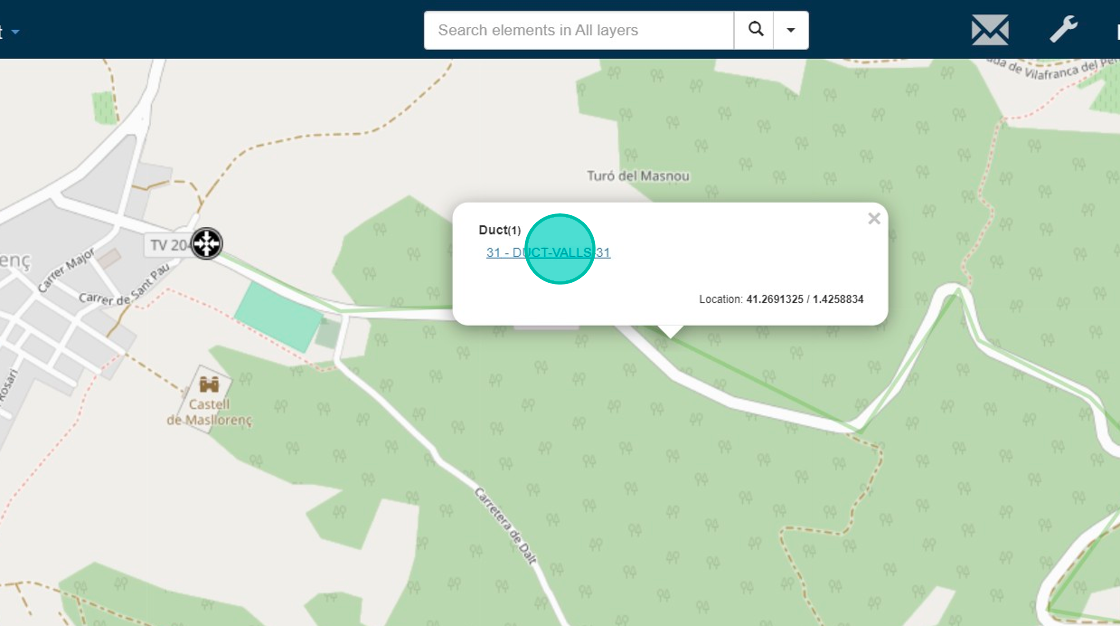 Search elements in All layers
da de Vilafranca del Pe
Turó del Masnou
Duct(1)
31 - DUCT-VALLS 31
Location: 41.2691325 / 1.4258834
TV 204
enç
Carrer Major
Carrer de Sant Pau
Rosari
Castell
de Masllorenç
Carretera de Dalt